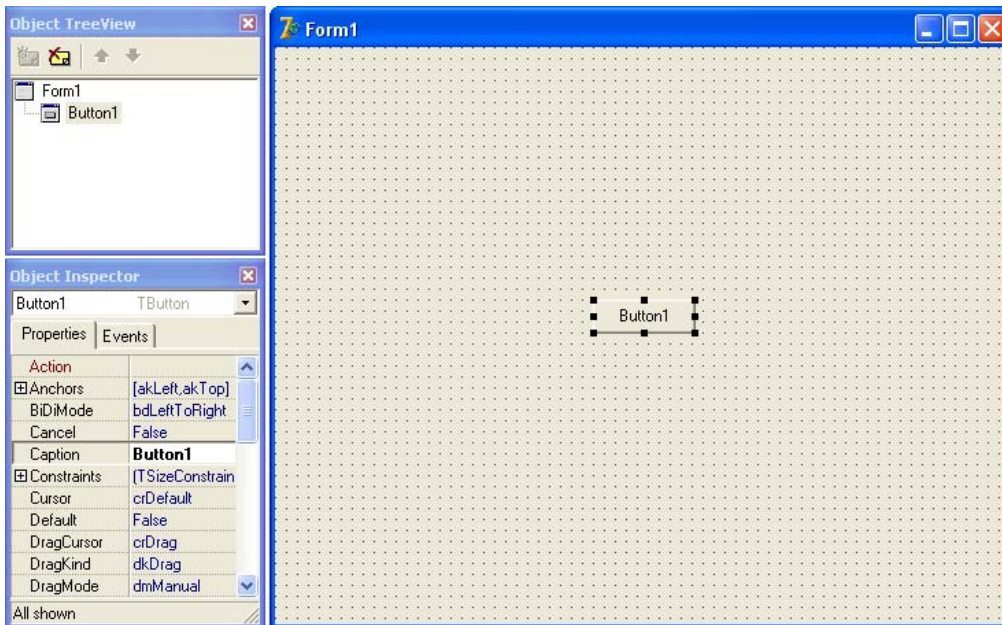 Object TreeView
Form1
Button1
Object Inspector
Button1 TButton
Properties Events
Action
Anchors [akLeft,akTop]
BiDiMode bdLeftToRight
Cancel False
Caption Button1
Constraints (TSizeConstrain
Cursor crDefault
Default False
DragCursor crDrag
DragKind dkDrag
DragMode dmManual
All shown
7 Form1
Button1